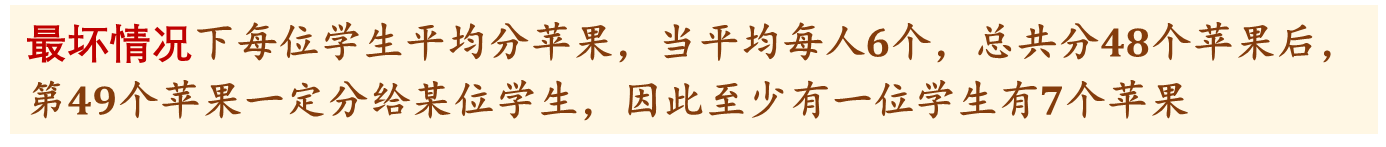 最坏情况下每位学生平均分苹果，当平均每人6个，总共分48个苹果后，
第49个苹果一定分给某位学生，因此至少有一位学生有7个苹果